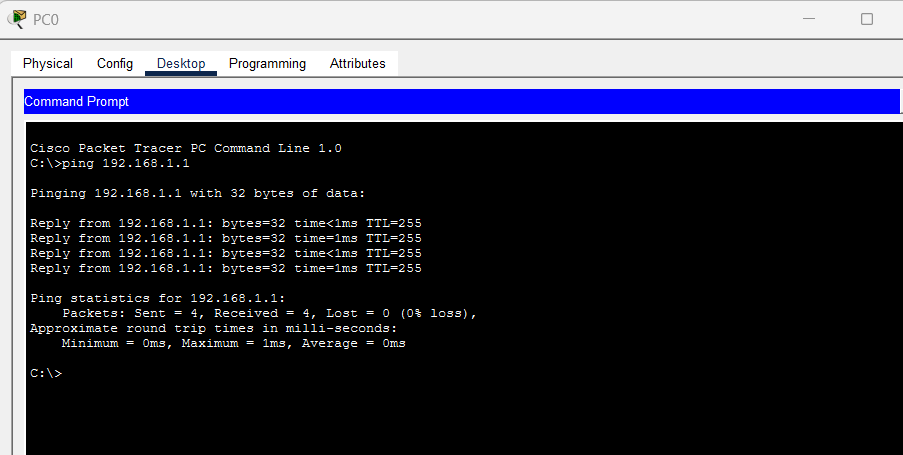 PC0
Physical Config Desktop Programming Attributes
Command Prompt
Cisco Packet Tracer PC Command Line 1.0
C:\>ping 192.168.1.1
Pinging 192.168.1.1 with 32 bytes of data:
Reply from 192.168.1.1: bytes=32 time<1ms TTL=255
Reply from 192.168.1.1: bytes=32 time=1ms TTL=255
Reply from 192.168.1.1: bytes=32 time<1ms TTL=255
Reply from 192.168.1.1: bytes=32 time=1ms TTL=255
Ping statistics for 192.168.1.1:
    Packets: Sent = 4, Received = 4, Lost = 0 (0% loss),
Approximate round trip times in milli-seconds:
    Minimum = 0ms, Maximum = 1ms, Average = 0ms
C:\>